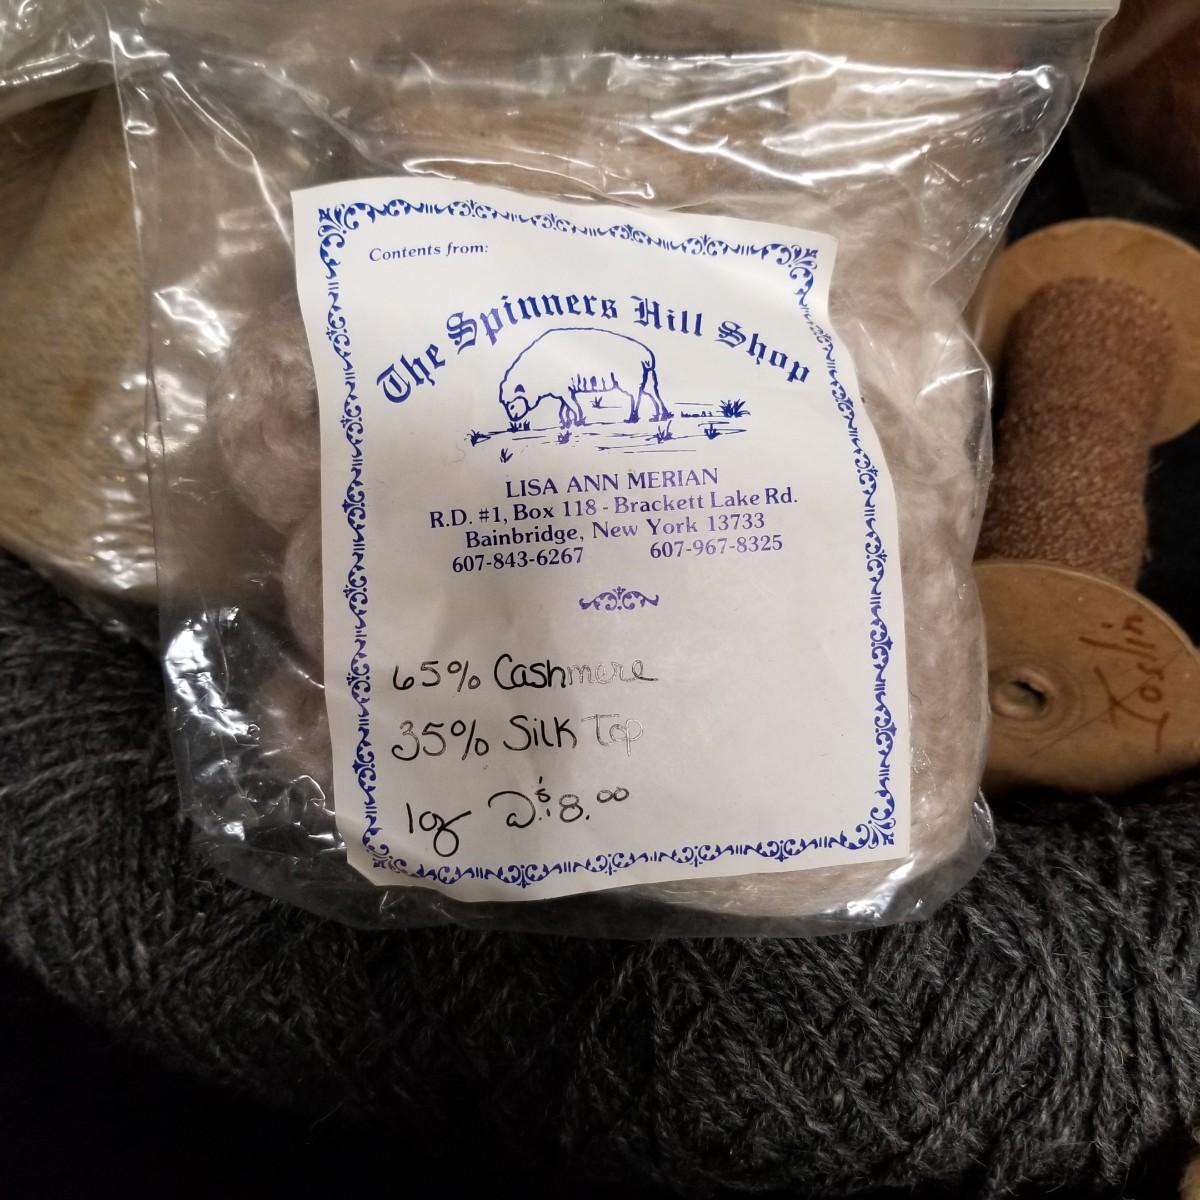 Contents from:
The Spinners Hill Shop
LISA ANN MERIAN
R.D. #1, Box 118 - Brackett Lake Rd.
Bainbridge, New York 13733
607-843-6267 607-967-8325
65% Cashmere
35% Silk Top
1oz @ $8.00
Joslin